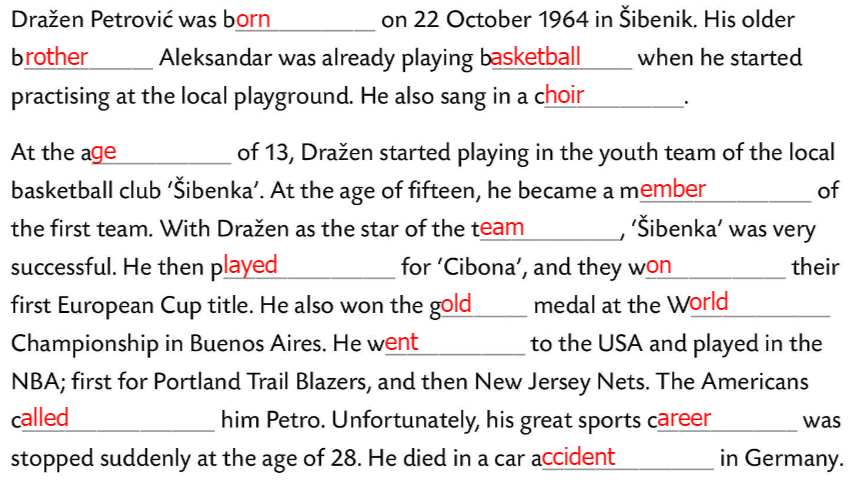 Dražen Petrović was born on 22 October 1964 in Šibenik. His older
brother Aleksandar was already playing basketball when he started
practising at the local playground. He also sang in a choir.
At the age of 13, Dražen started playing in the youth team of the local
basketball club ‘Šibenka’. At the age of fifteen, he became a member of
the first team. With Dražen as the star of the team, ‘Šibenka’ was very
successful. He then played for ‘Cibona’, and they won their
first European Cup title. He also won the gold medal at the World
Championship in Buenos Aires. He went to the USA and played in the
NBA; first for Portland Trail Blazers, and then New Jersey Nets. The Americans
called him Petro. Unfortunately, his great sports career was
stopped suddenly at the age of 28. He died in a car accident in Germany.